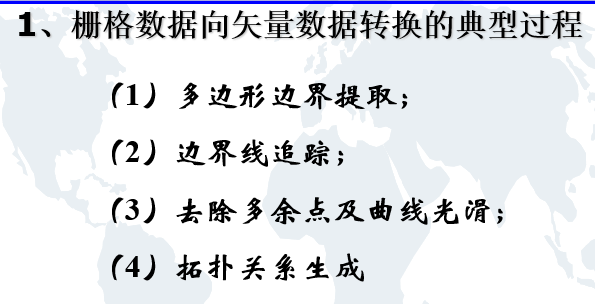 1、栅格数据向矢量数据转换的典型过程
（1）多边形边界提取；
（2）边界线追踪；
（3）去除多余点及曲线光滑；
（4）拓扑关系生成